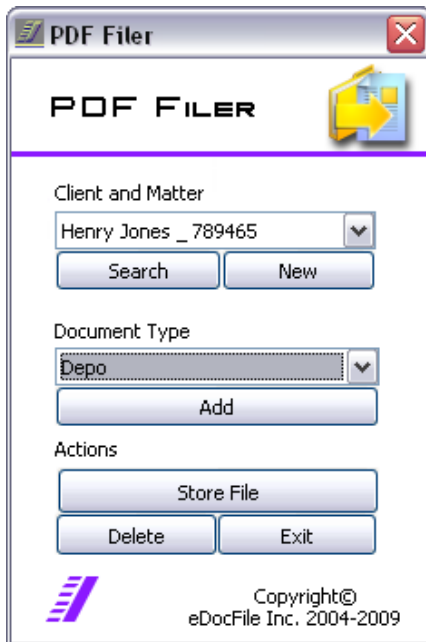 PDF Filer
PDF FILER
Client and Matter
Henry Jones _ 789465
Search New
Document Type
Depo
Add
Actions
Store File
Delete Exit
Copyright©
eDocFile Inc. 2004-2009